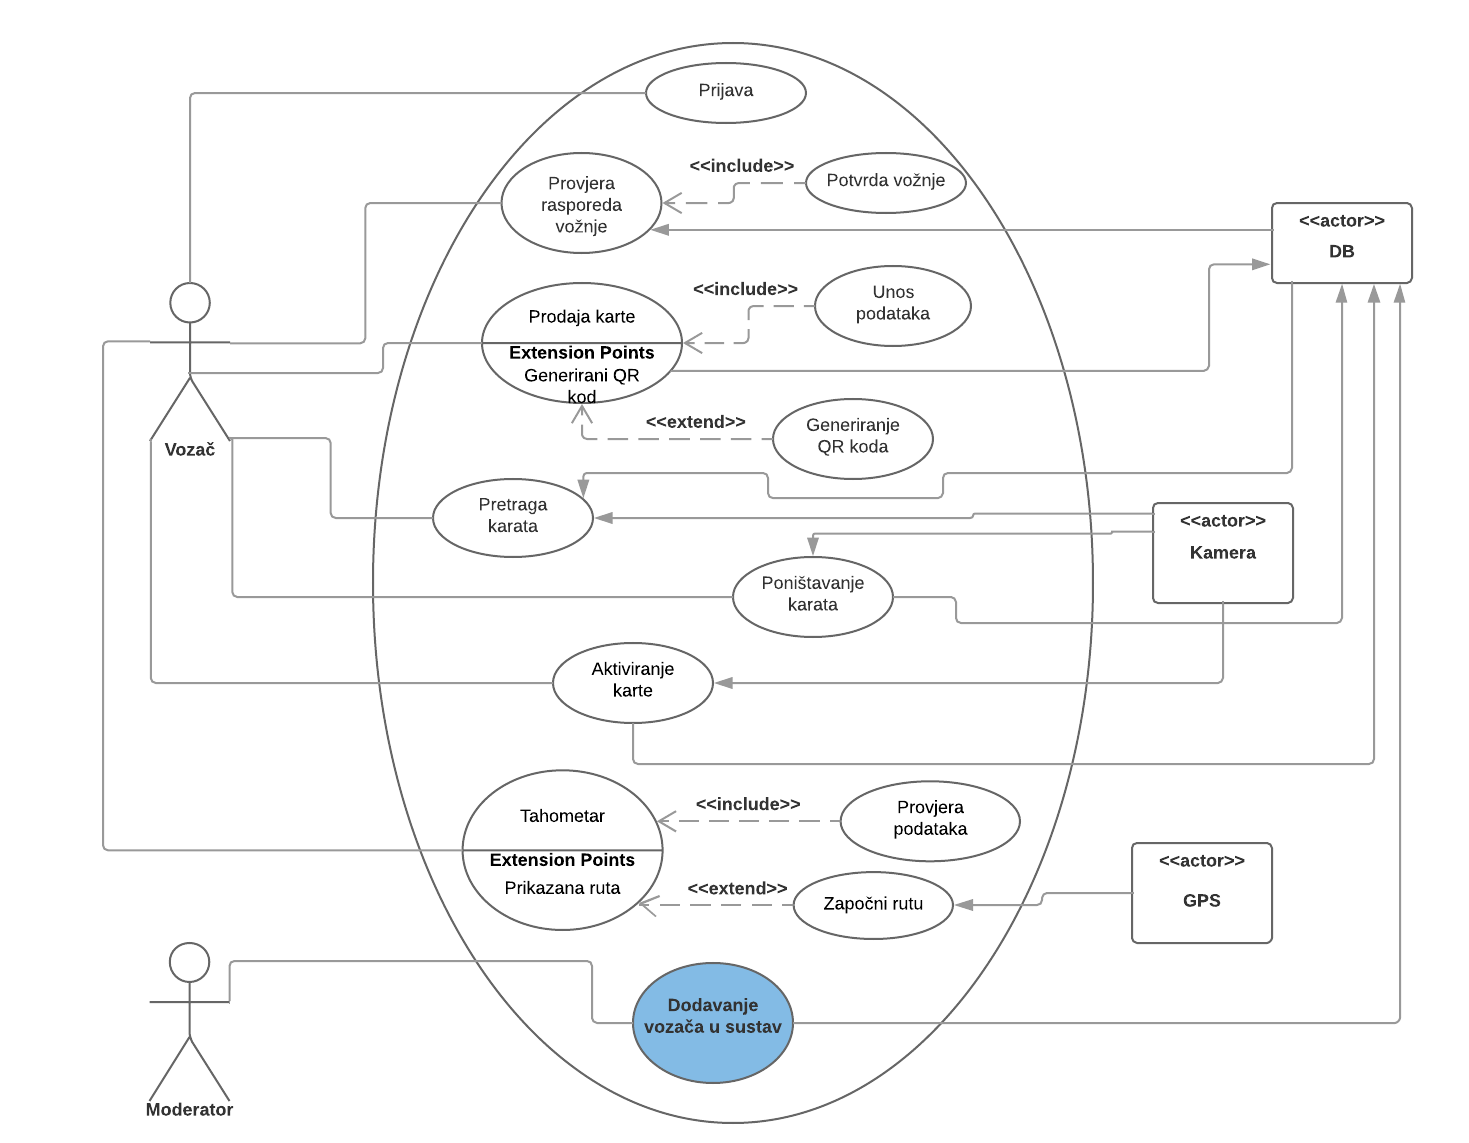 Prijava
Provjera
rasporeda
vožnje
<<include>>
Potvrda vožnje
<<actor>>
DB
Prodaja karte
Extension Points
Generirani QR
kod
<<include>>
Unos
podataka
<<extend>>
Generiranje
QR koda
Vozač
Pretraga
karata
<<actor>>
Kamera
Poništavanje
karata
Aktiviranje
karte
Tahometar
Extension Points
Prikazana ruta
<<include>>
Provjera
podataka
<<extend>>
Započni rutu
<<actor>>
GPS
Dodavanje
vozača u sustav
Moderator